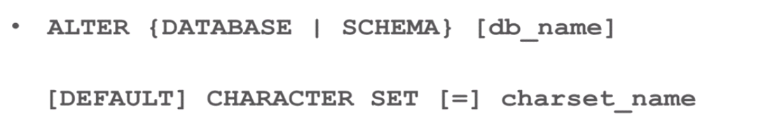 • ALTER {DATABASE | SCHEMA} [db_name]
[DEFAULT] CHARACTER SET [=] charset_name